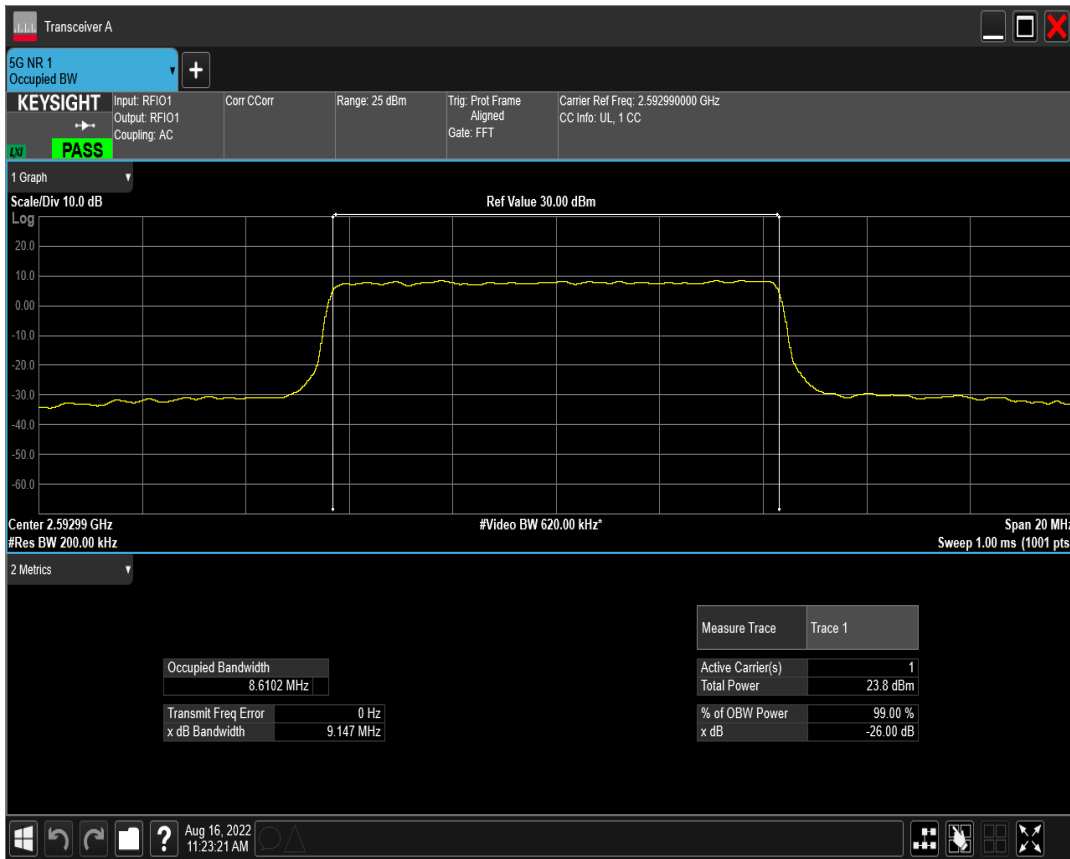 Transceiver A
5G NR 1
Occupied BW
KEYSIGHT
LXI
PASS
Input: RFIO1
Output: RFIO1
Coupling: AC
Corr CCorr
Range: 25 dBm
Trig: Prot Frame
Aligned
Gate: FFT
Carrier Ref Freq: 2.592990000 GHz
CC Info: UL, 1 CC
1 Graph
Scale/Div 10.0 dB
Ref Value 30.00 dBm
Log
20.0
10.0
0.00
-10.0
-20.0
-30.0
-40.0
-50.0
-60.0
Center 2.59299 GHz
#Video BW 620.00 kHz*
Span 20 MHz
#Res BW 200.00 kHz
Sweep 1.00 ms (1001 pts
2 Metrics
Occupied Bandwidth
8.6102 MHz
Transmit Freq Error 0 Hz
x dB Bandwidth 9.147 MHz
Measure Trace Trace 1
Active Carrier(s) 1
Total Power 23.8 dBm
% of OBW Power 99.00 %
x dB -26.00 dB
?
Aug 16, 2022
11:23:21 AM